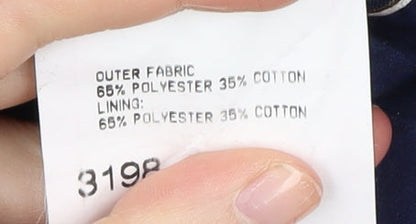 OUTER FABRIC
65% POLYESTER 35% COTTON
LINING:
65% POLYESTER 35% COTTON
3198